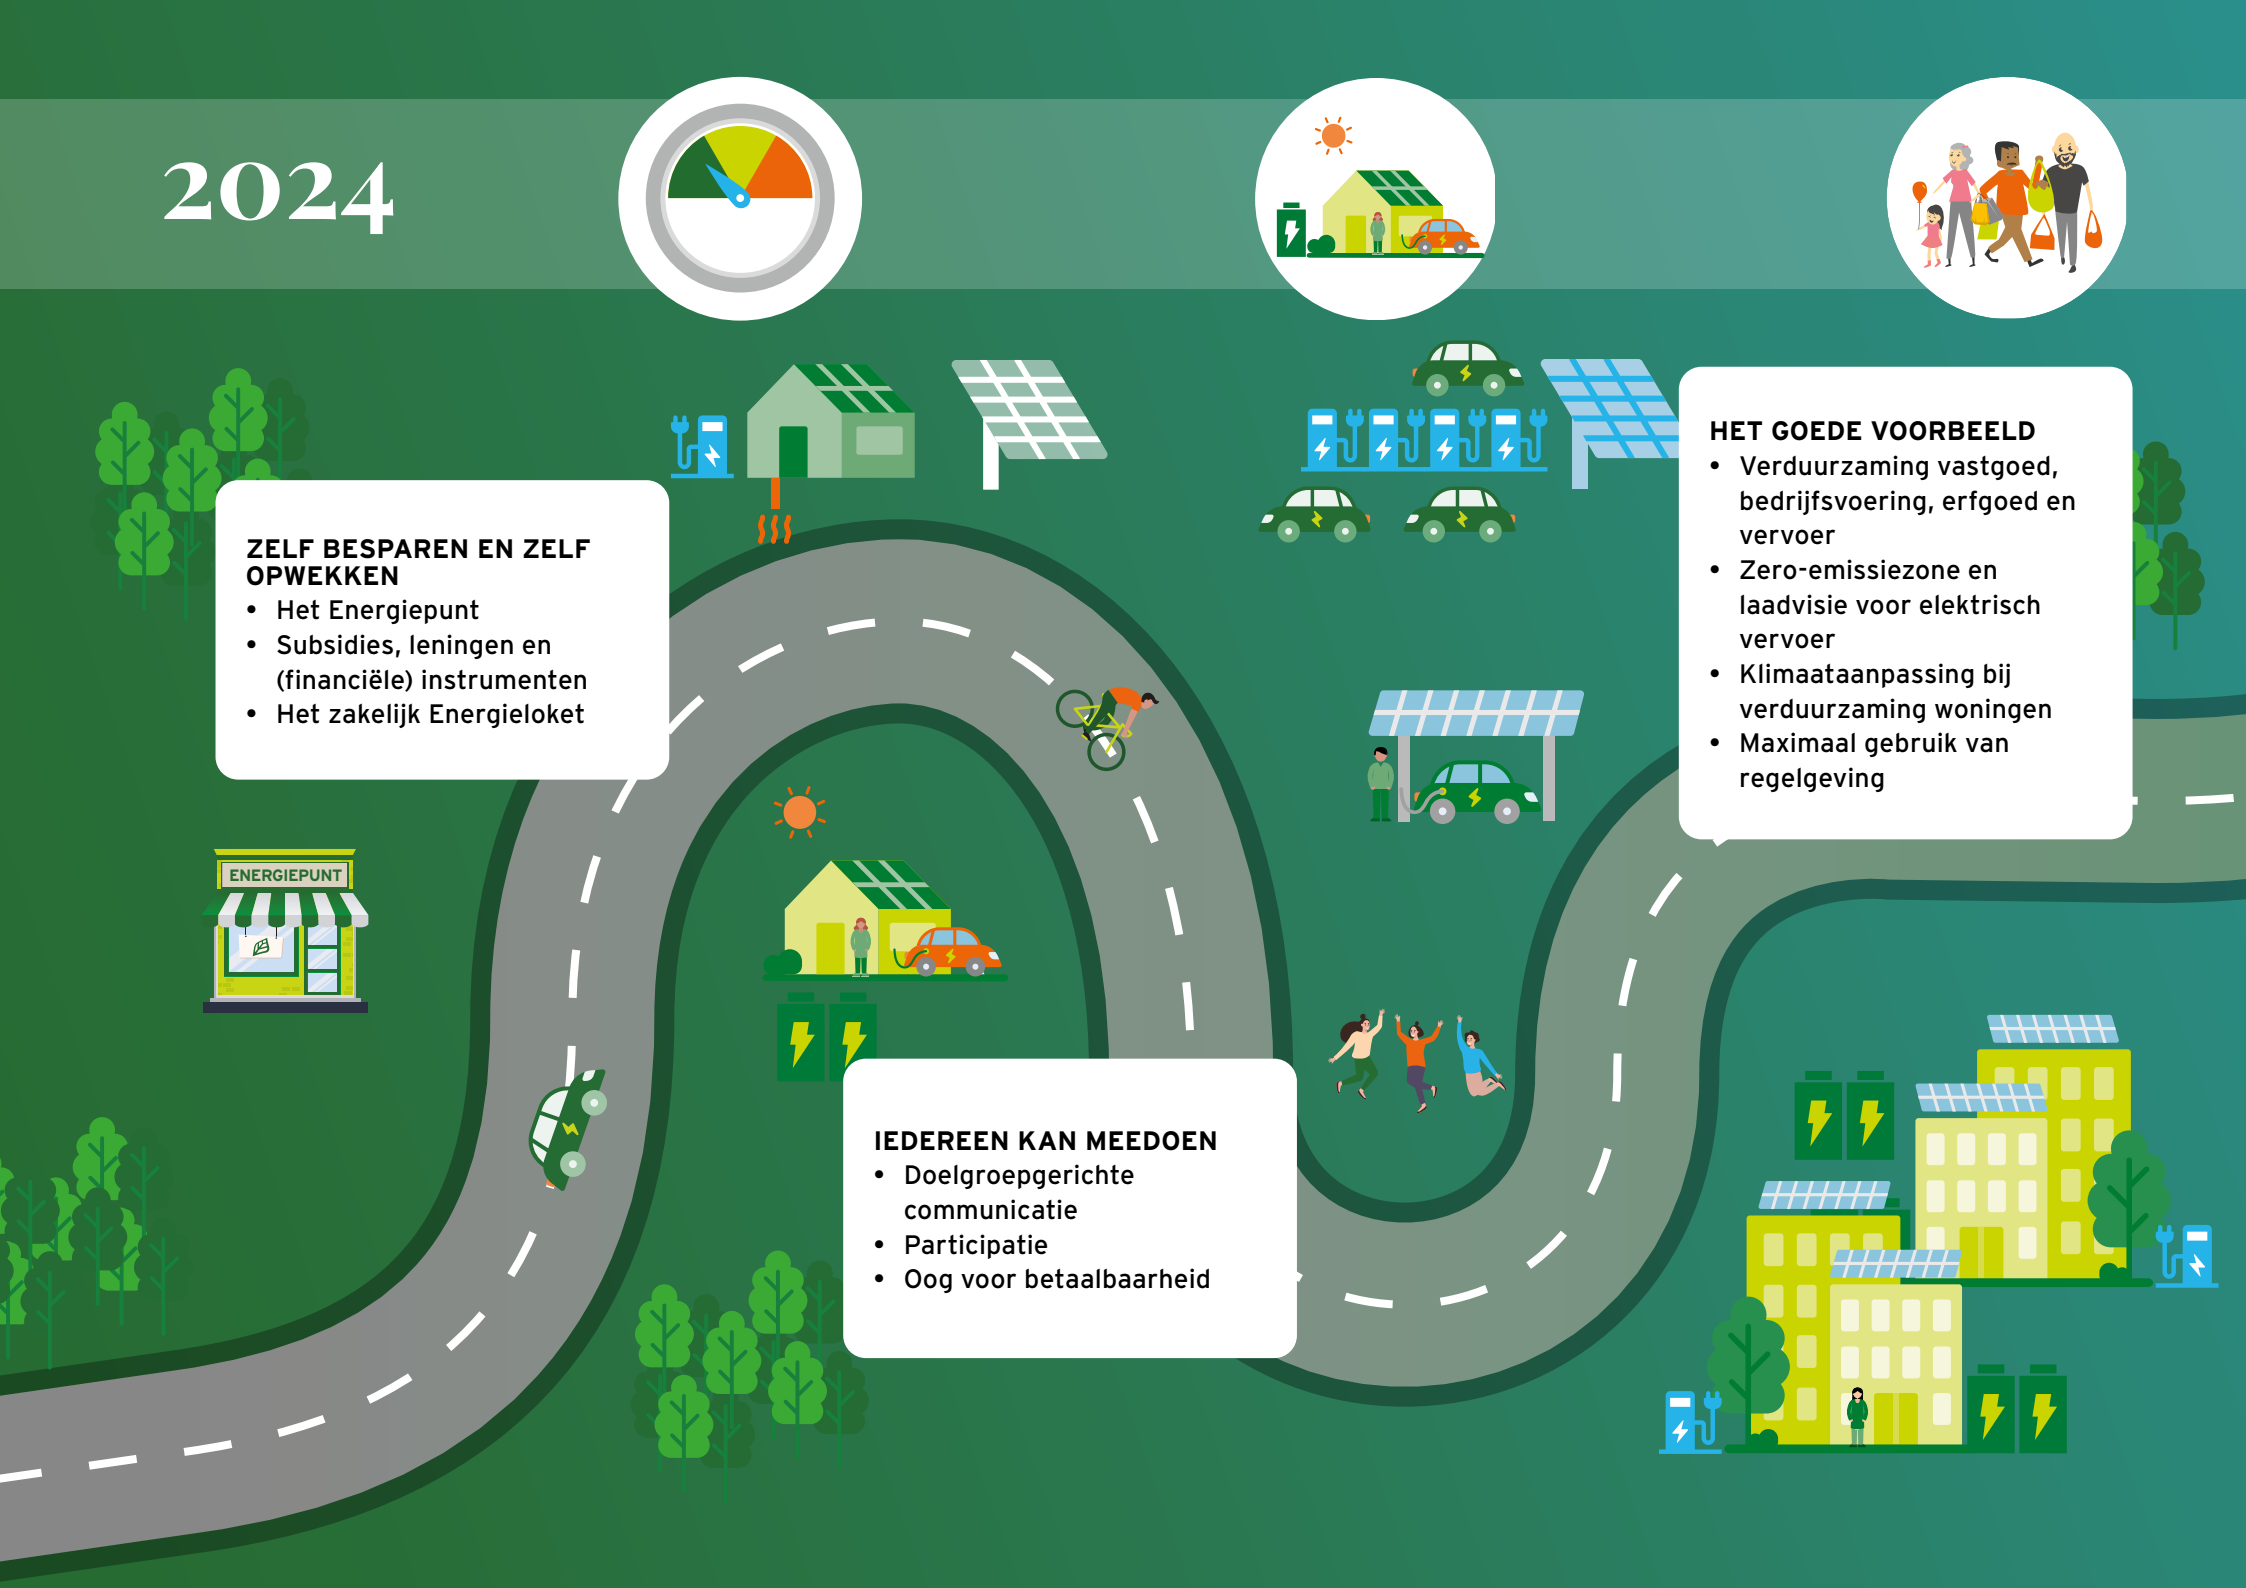 2024
ZELF BESPAREN EN ZELF
OPWEKKEN
• Het Energiepunt
• Subsidies, leningen en
(financiële) instrumenten
• Het zakelijk Energieloket
ENERGIEPUNT
IEDEREEN KAN MEEDOEN
• Doelgroepgerichte
communicatie
• Participatie
• Oog voor betaalbaarheid
HET GOEDE VOORBEELD
• Verduurzaming vastgoed,
bedrijfsvoering, erfgoed en
vervoer
• Zero-emissiezone en
laadvisie voor elektrisch
vervoer
• Klimaataanpassing bij
verduurzaming woningen
• Maximaal gebruik van
regelgeving